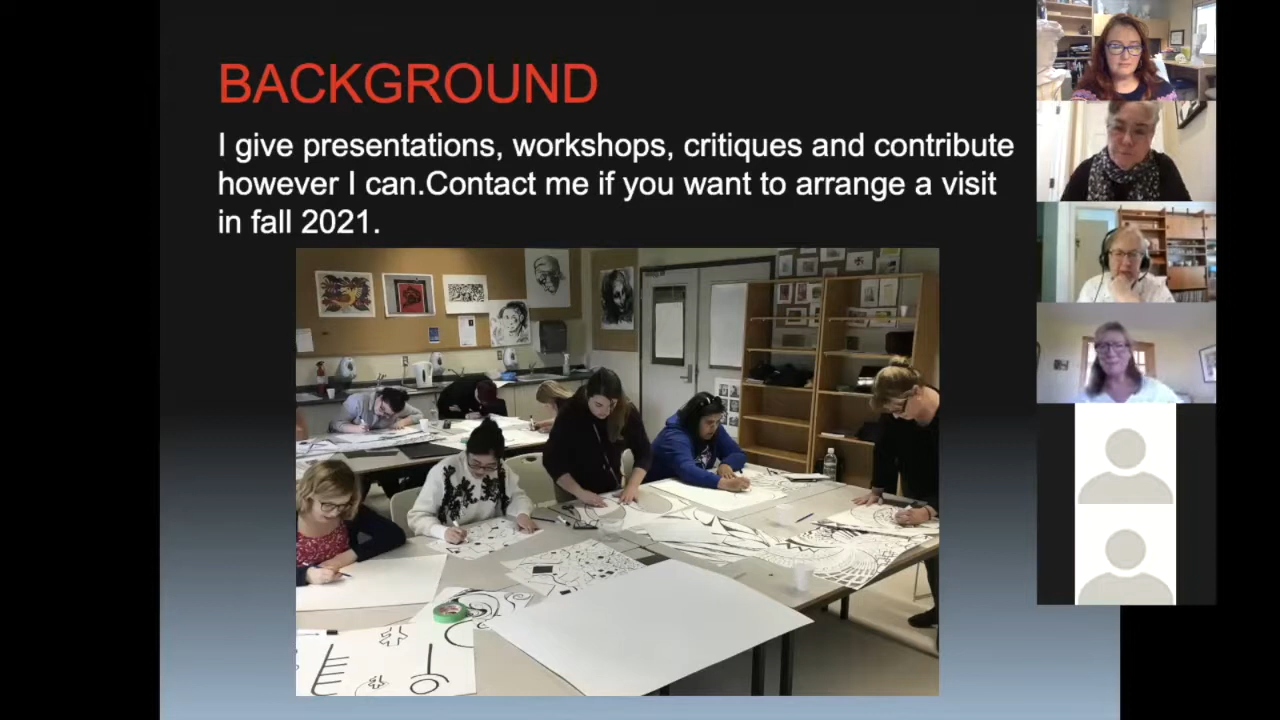 BACKGROUND
I give presentations, workshops, critiques and contribute
however I can.Contact me if you want to arrange a visit
in fall 2021.